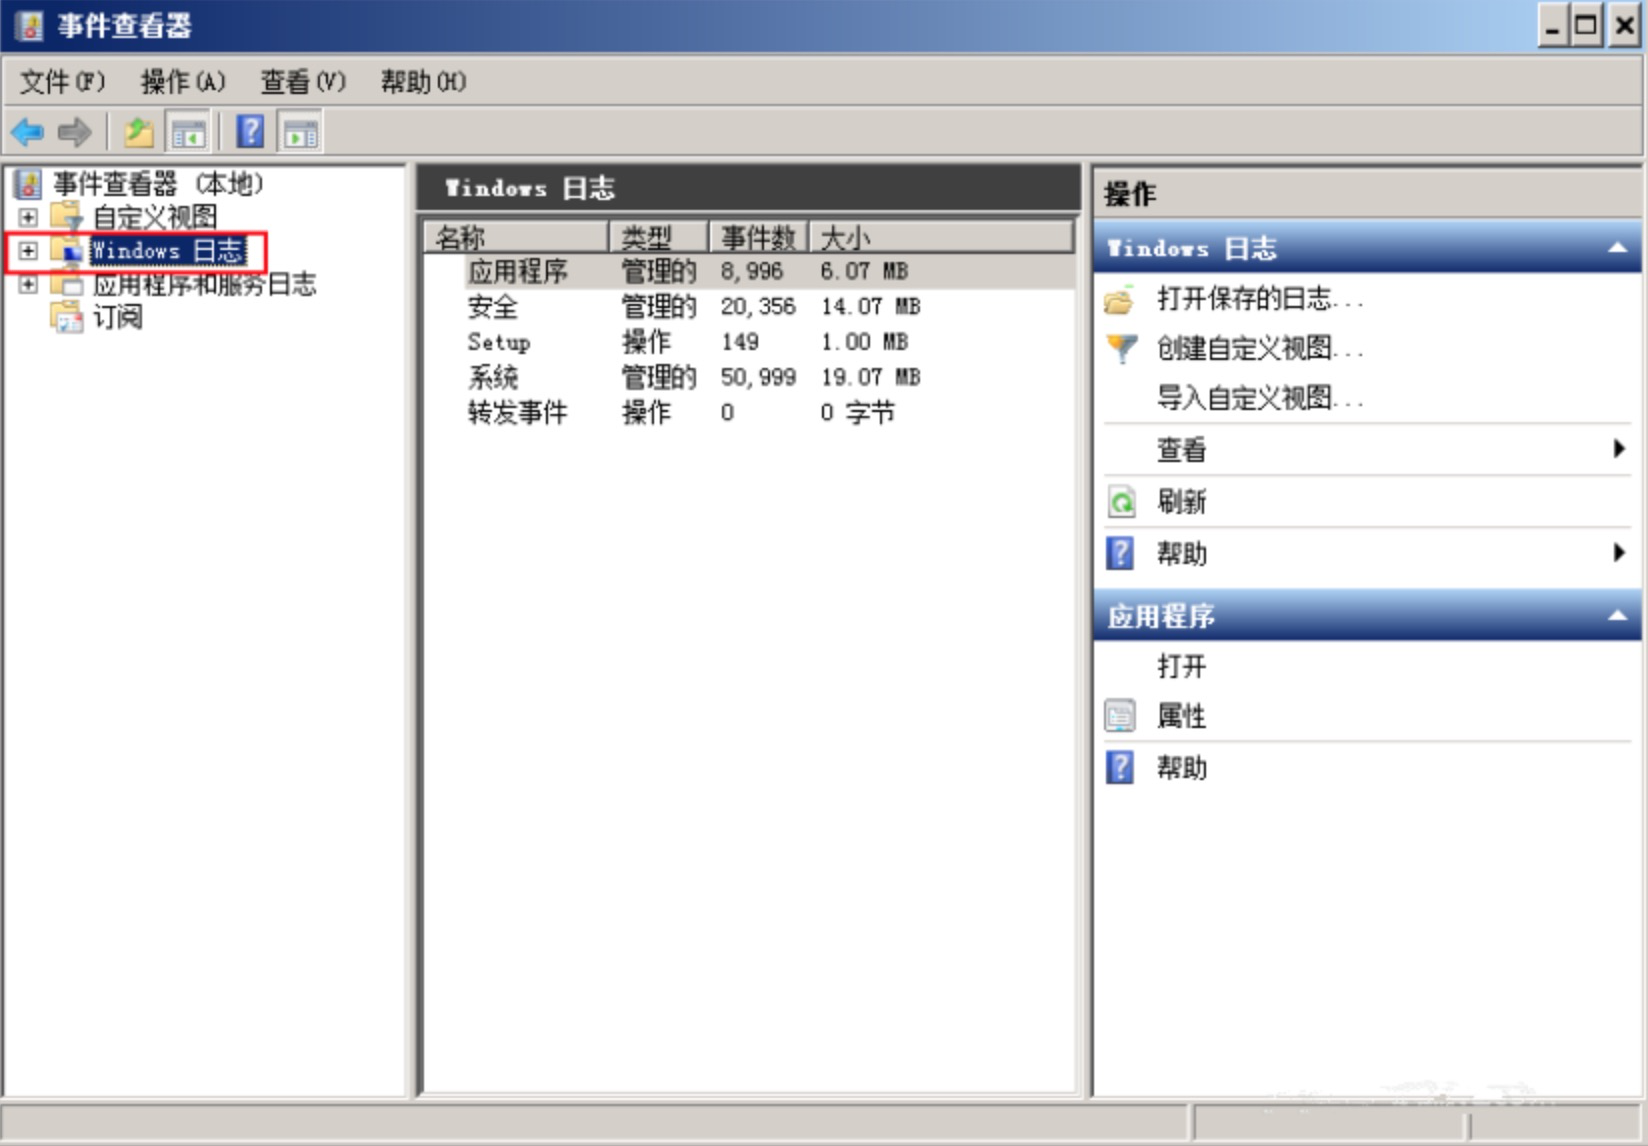 事件查看器
文件(F) 操作(A) 查看(V) 帮助(H)
事件查看器 (本地)
自定义视图
Windows 日志
应用程序和服务日志
订阅
Windows 日志
名称 类型 事件数 大小
应用程序 管理的 8,996 6.07 MB
安全 管理的 20,356 14.07 MB
Setup 操作 149 1.00 MB
系统 管理的 50,999 19.07 MB
转发事件 操作 0 0 字节
操作
Windows 日志
打开保存的日志...
创建自定义视图...
导入自定义视图...
查看
刷新
帮助
应用程序
打开
属性
帮助